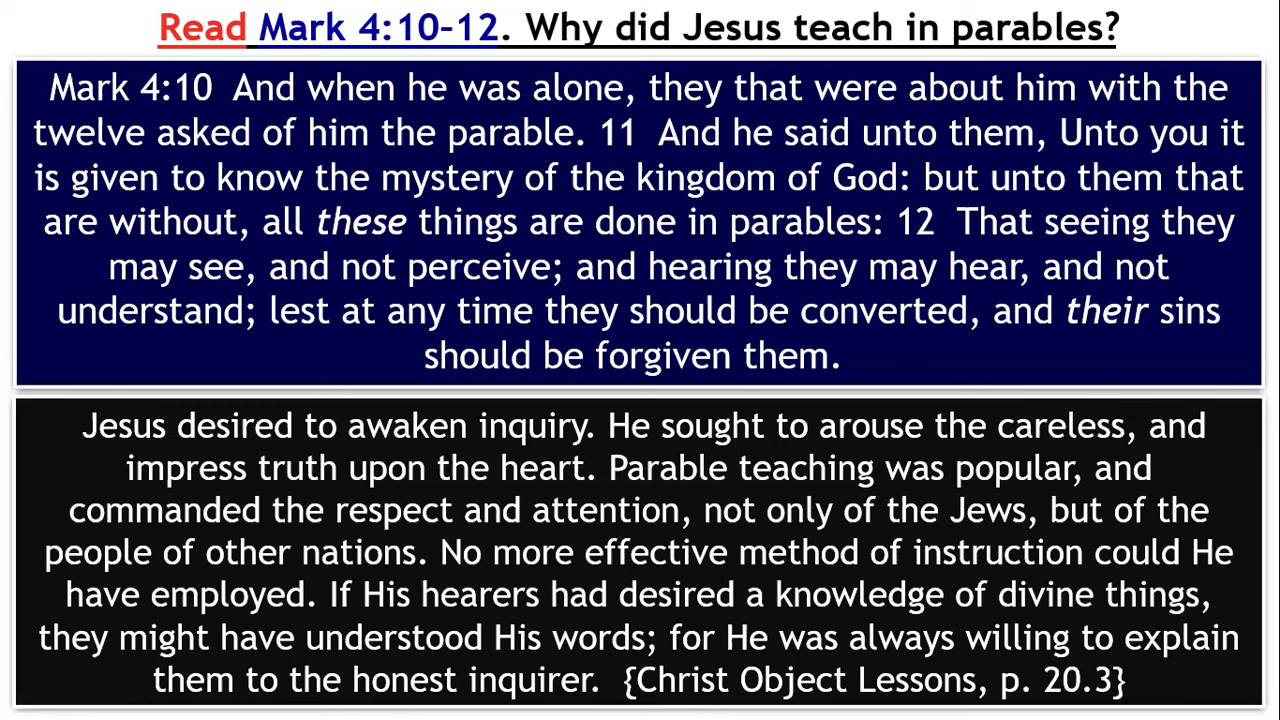 Read Mark 4:10-12. Why did Jesus teach in parables?
Mark 4:10  And when he was alone, they that were about him with the
twelve asked of him the parable. 11  And he said unto them, Unto you it
is given to know the mystery of the kingdom of God: but unto them that
are without, all these things are done in parables: 12  That seeing they
may see, and not perceive; and hearing they may hear, and not
understand; lest at any time they should be converted, and their sins
should be forgiven them.
Jesus desired to awaken inquiry. He sought to arouse the careless, and
impress truth upon the heart. Parable teaching was popular, and
commanded the respect and attention, not only of the Jews, but of the
people of other nations. No more effective method of instruction could He
have employed. If His hearers had desired a knowledge of divine things,
they might have understood His words; for He was always willing to explain
them to the honest inquirer.  {Christ Object Lessons, p. 20.3}